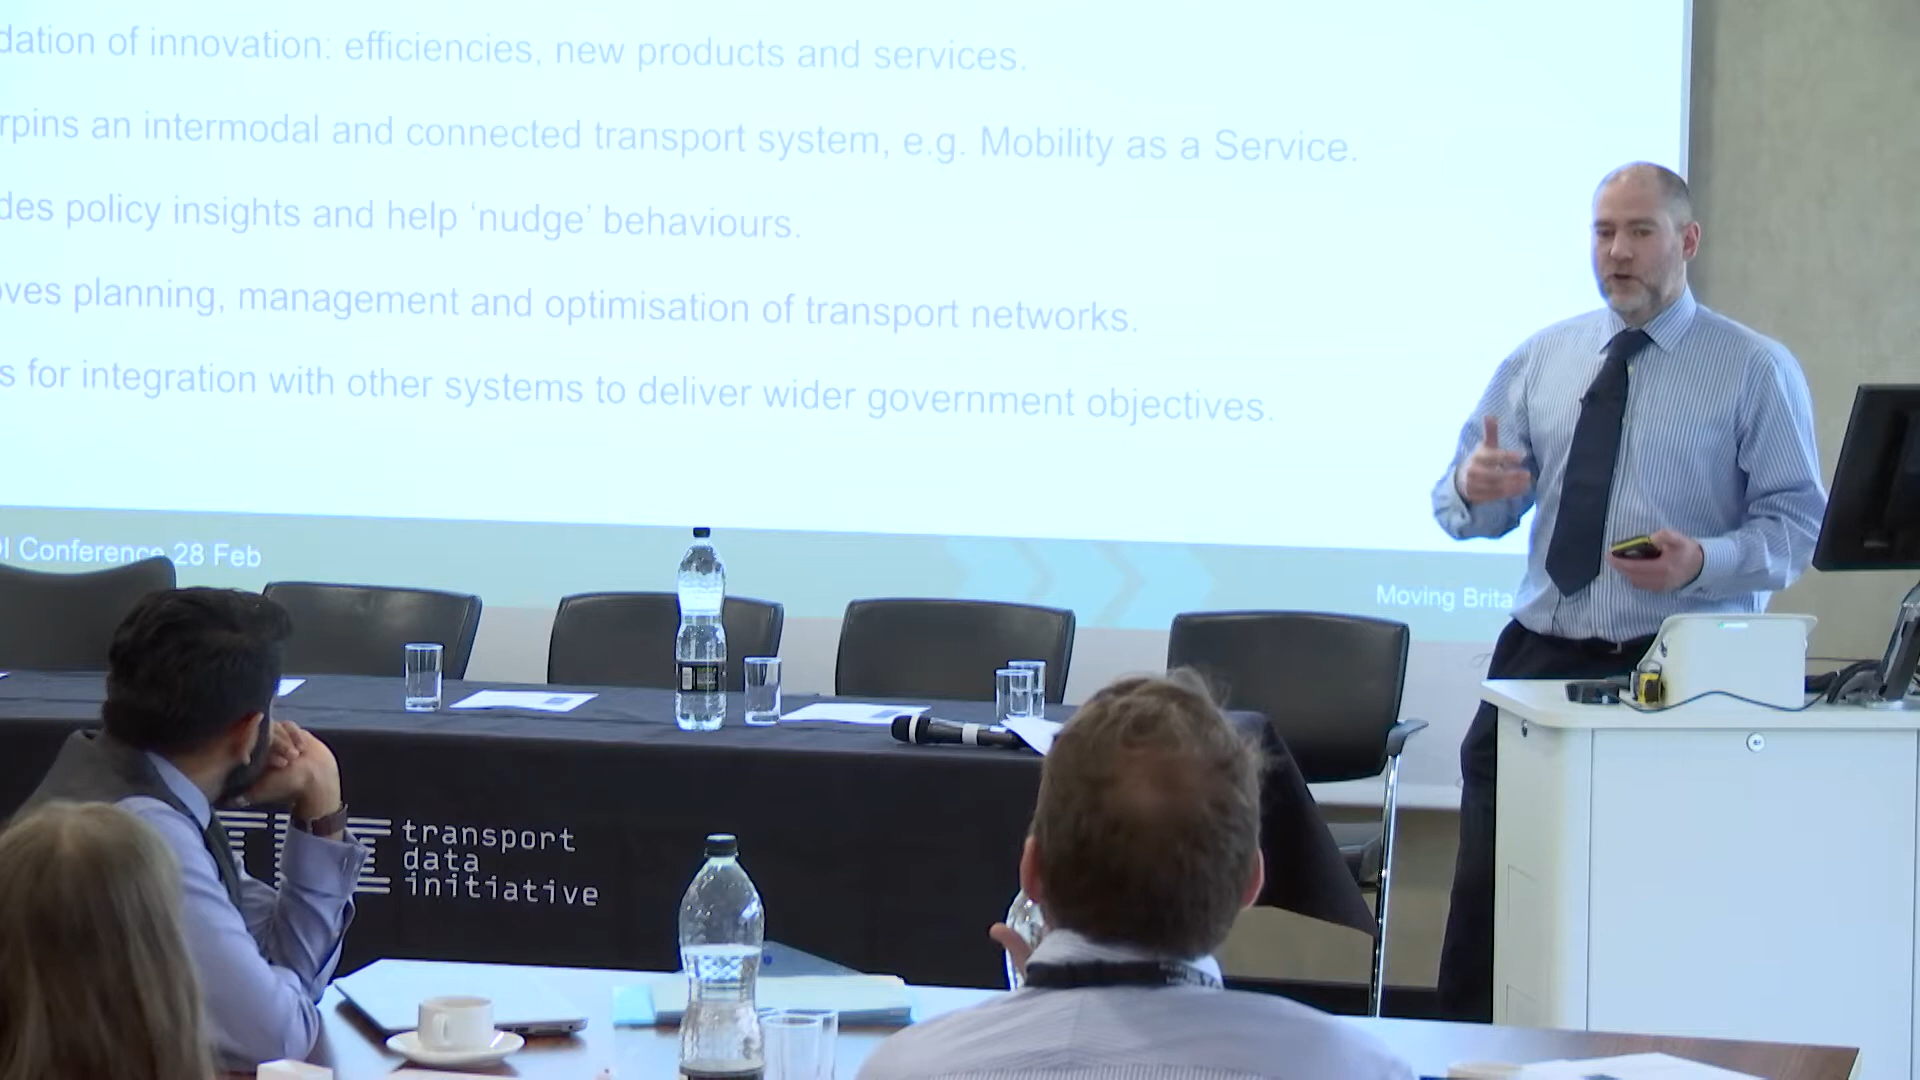 dation of innovation: efficiencies, new products and services.
rpins an intermodal and connected transport system, e.g. Mobility as a Service.
des policy insights and help ‘nudge’ behaviours.
oves planning, management and optimisation of transport networks.
s for integration with other systems to deliver wider government objectives.
DI Conference 28 Feb
Moving Brita
transport
data
initiative